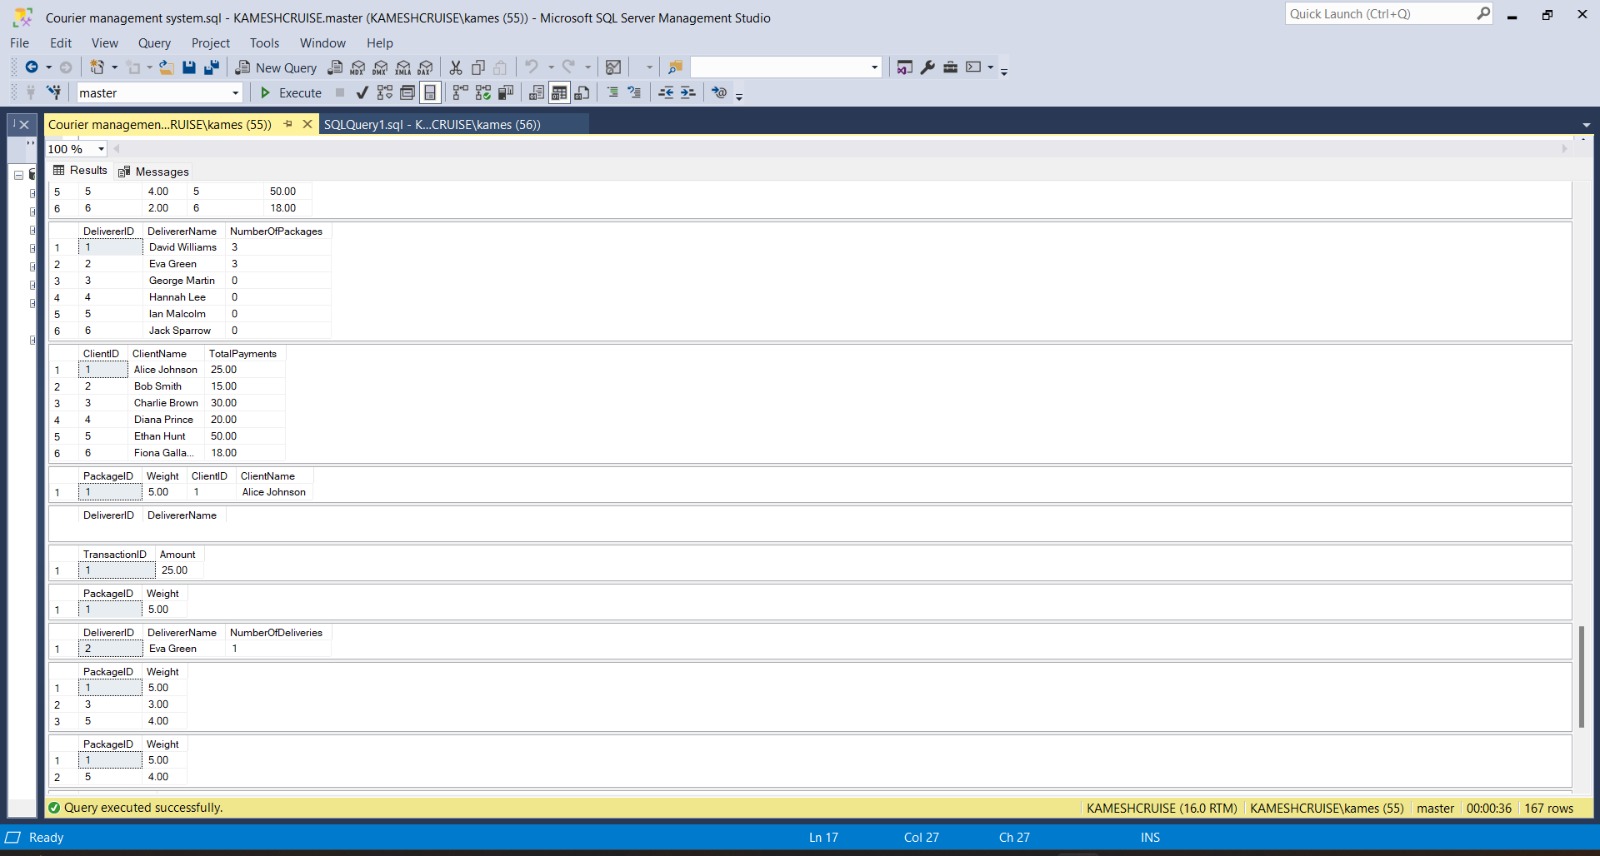 Courier management system.sql - KAMESHCRUISE.master (KAMESHCRUISE\kames (55)) - Microsoft SQL Server Management Studio
Quick Launch (Ctrl+Q)
File Edit View Query Project Tools Window Help
New Query MDX DMX XMLA DAX
master Execute
Courier managemen...RUISE\kames (55)) SQLQuery1.sql - K...CRUISE\kames (56))
100 %
Results Messages
5 5 4.00 5 50.00
6 6 2.00 6 18.00
DelivererID DelivererName NumberOfPackages
1 1 David Williams 3
2 2 Eva Green 3
3 3 George Martin 0
4 4 Hannah Lee 0
5 5 Ian Malcolm 0
6 6 Jack Sparrow 0
ClientID ClientName TotalPayments
1 1 Alice Johnson 25.00
2 2 Bob Smith 15.00
3 3 Charlie Brown 30.00
4 4 Diana Prince 20.00
5 5 Ethan Hunt 50.00
6 6 Fiona Galla... 18.00
PackageID Weight ClientID ClientName
1 1 5.00 1 Alice Johnson
DelivererID DelivererName
TransactionID Amount
1 1 25.00
PackageID Weight
1 1 5.00
DelivererID DelivererName NumberOfDeliveries
1 2 Eva Green 1
PackageID Weight
1 1 5.00
2 3 3.00
3 5 4.00
PackageID Weight
1 1 5.00
2 5 4.00
Query executed successfully. KAMESHCRUISE (16.0 RTM) KAMESHCRUISE\kames (55) master 00:00:36 167 rows
Ready Ln 17 Col 27 Ch 27 INS